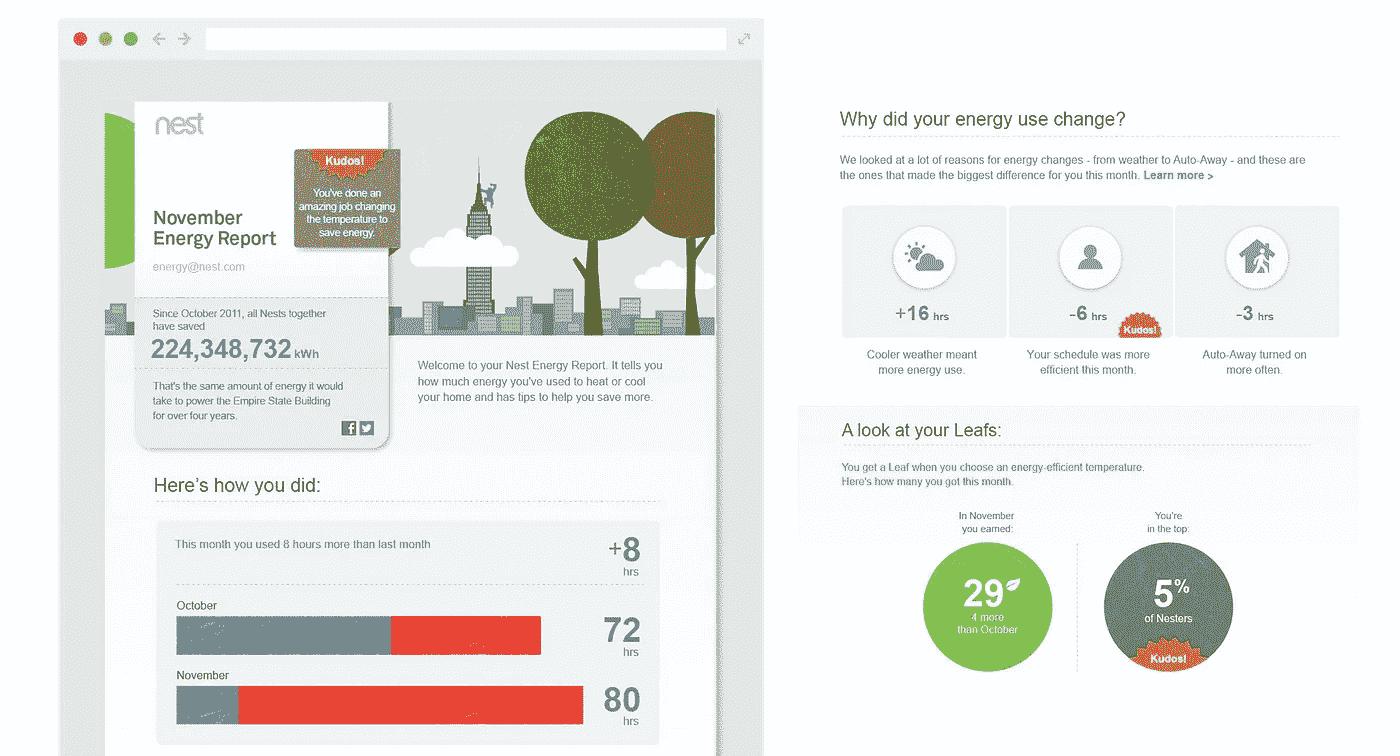 nest
Kudos!
You've done an
amazing job changing
the temperature to
save energy.
November
Energy Report
energy@nest.com
Since October 2011, all Nests together
have saved
224,348,732 kWh
That's the same amount of energy it would
take to power the Empire State Building
for over four years.
Welcome to your Nest Energy Report. It tells you
how much energy you've used to heat or cool
your home and has tips to help you save more.
Here's how you did:
This month you used 8 hours more than last month
+8
hrs
October
72
hrs
November
80
hrs
Why did your energy use change?
We looked at a lot of reasons for energy changes - from weather to Auto-Away - and these are
the ones that made the biggest difference for you this month. Learn more >
+16 hrs
Cooler weather meant
more energy use.
-6 hrs
Kudos!
Your schedule was more
efficient this month.
-3 hrs
Auto-Away turned on
more often.
A look at your Leafs:
You get a Leaf when you choose an energy-efficient temperature.
Here's how many you got this month.
In November
you earned:
29
4 more
than October
You're
in the top:
5%
of Nesters
Kudos!